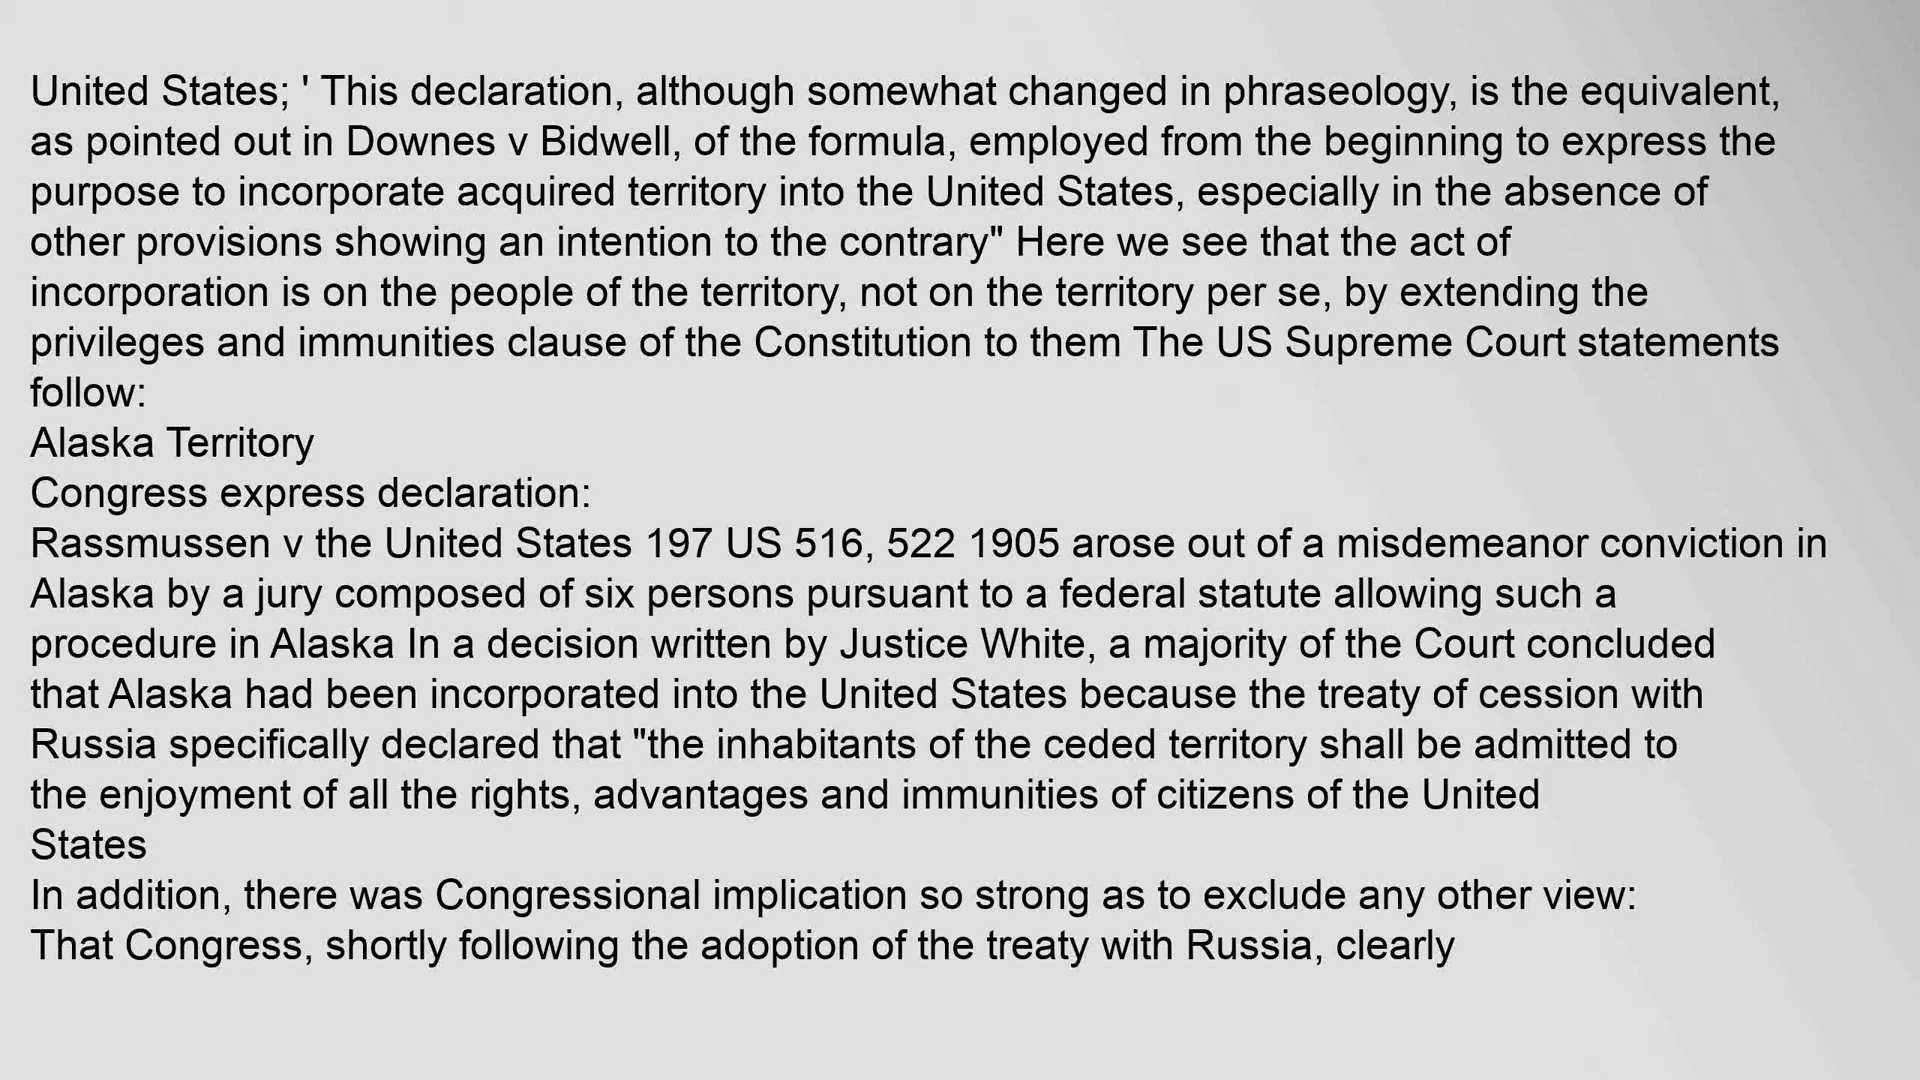 United States; ' This declaration, although somewhat changed in phraseology, is the equivalent,
as pointed out in Downes v Bidwell, of the formula, employed from the beginning to express the
purpose to incorporate acquired territory into the United States, especially in the absence of
other provisions showing an intention to the contrary" Here we see that the act of
incorporation is on the people of the territory, not on the territory per se, by extending the
privileges and immunities clause of the Constitution to them The US Supreme Court statements
follow:
Alaska Territory
Congress express declaration:
Rassmussen v the United States 197 US 516, 522 1905 arose out of a misdemeanor conviction in
Alaska by a jury composed of six persons pursuant to a federal statute allowing such a
procedure in Alaska In a decision written by Justice White, a majority of the Court concluded
that Alaska had been incorporated into the United States because the treaty of cession with
Russia specifically declared that "the inhabitants of the ceded territory shall be admitted to
the enjoyment of all the rights, advantages and immunities of citizens of the United
States
In addition, there was Congressional implication so strong as to exclude any other view:
That Congress, shortly following the adoption of the treaty with Russia, clearly